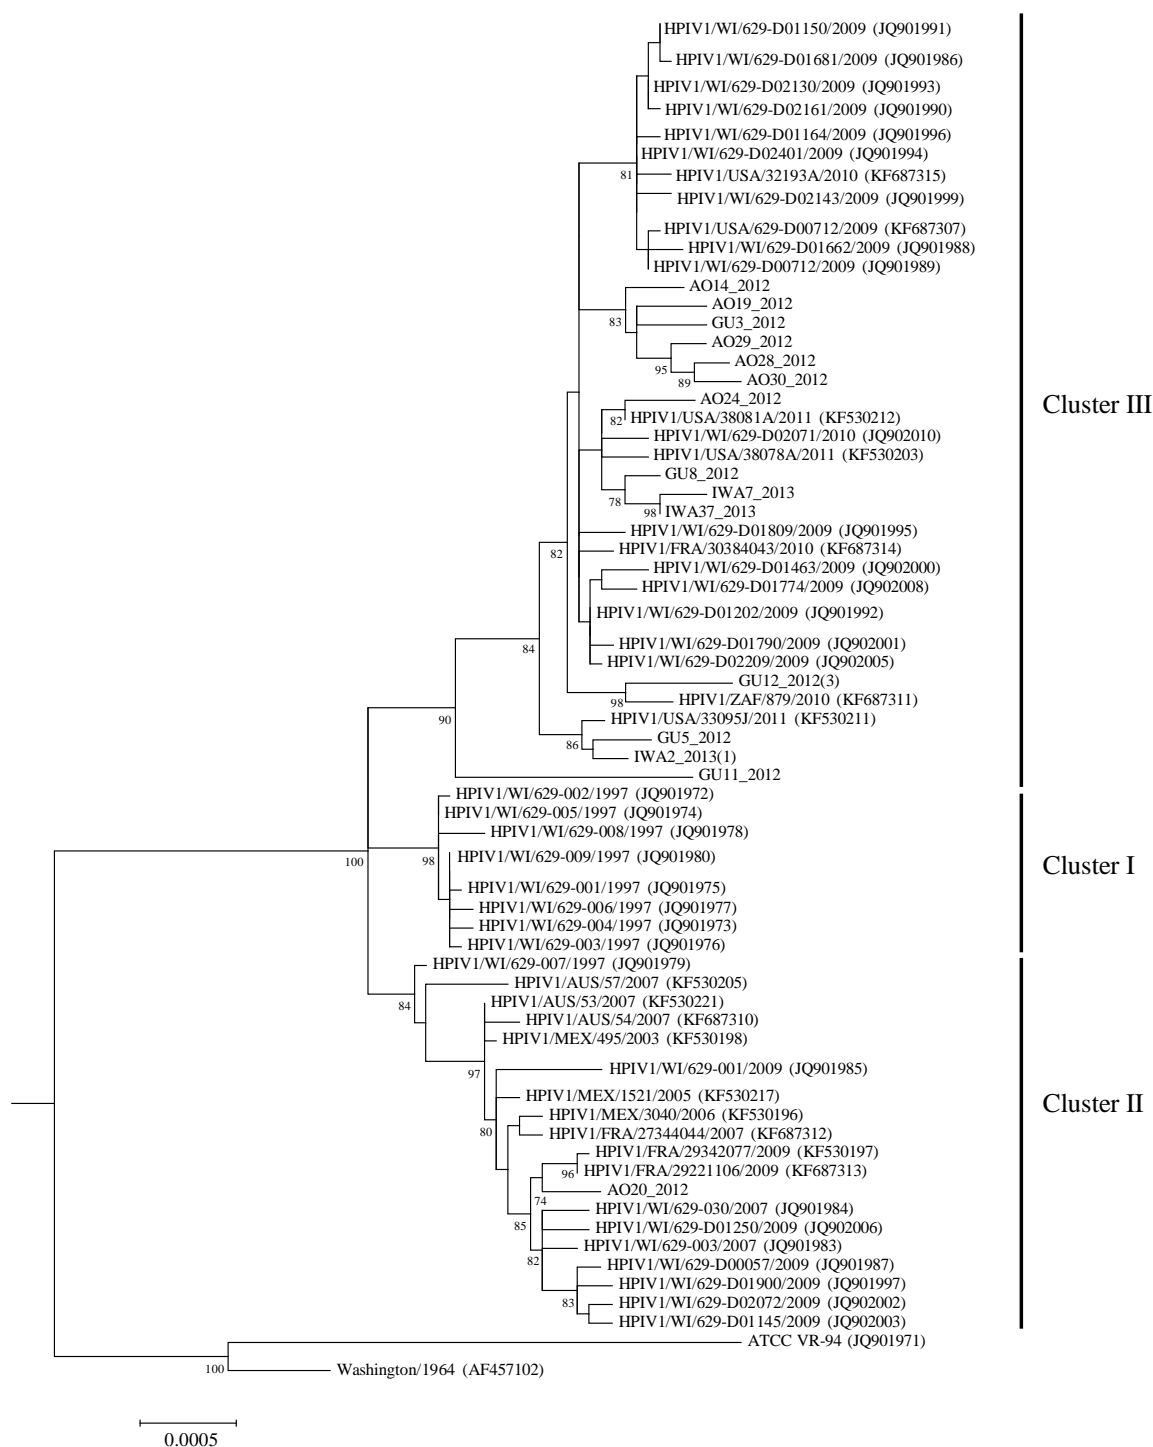 HPIV1/WI/629-D01150/2009 (JQ901991)
HPIV1/WI/629-D01681/2009 (JQ901986)
HPIV1/WI/629-D02130/2009 (JQ901993)
HPIV1/WI/629-D02161/2009 (JQ901990)
HPIV1/WI/629-D01164/2009 (JQ901996)
HPIV1/WI/629-D02401/2009 (JQ901994)
81
HPIV1/USA/32193A/2010 (KF687315)
HPIV1/WI/629-D02143/2009 (JQ901999)
HPIV1/USA/629-D00712/2009 (KF687307)
HPIV1/WI/629-D01662/2009 (JQ901988)
HPIV1/WI/629-D00712/2009 (JQ901989)
AO14_2012
AO19_2012
83
GU3_2012
AO29_2012
AO28_2012
95
89
AO30_2012
AO24_2012
Cluster III
82
HPIV1/USA/38081A/2011 (KF530212)
HPIV1/WI/629-D02071/2010 (JQ902010)
HPIV1/USA/38078A/2011 (KF530203)
GU8_2012
IWA7_2013
78
98
IWA37_2013
HPIV1/WI/629-D01809/2009 (JQ901995)
82
HPIV1/FRA/30384043/2010 (KF687314)
HPIV1/WI/629-D01463/2009 (JQ902000)
HPIV1/WI/629-D01774/2009 (JQ902008)
HPIV1/WI/629-D01202/2009 (JQ901992)
84
HPIV1/WI/629-D01790/2009 (JQ902001)
HPIV1/WI/629-D02209/2009 (JQ902005)
GU12_2012(3)
98
HPIV1/ZAF/879/2010 (KF687311)
90
HPIV1/USA/33095J/2011 (KF530211)
86
GU5_2012
IWA2_2013(1)
GU11_2012
HPIV1/WI/629-002/1997 (JQ901972)
HPIV1/WI/629-005/1997 (JQ901974)
HPIV1/WI/629-008/1997 (JQ901978)
100
98
HPIV1/WI/629-009/1997 (JQ901980)
Cluster I
HPIV1/WI/629-001/1997 (JQ901975)
HPIV1/WI/629-006/1997 (JQ901977)
HPIV1/WI/629-004/1997 (JQ901973)
HPIV1/WI/629-003/1997 (JQ901976)
HPIV1/WI/629-007/1997 (JQ901979)
HPIV1/AUS/57/2007 (KF530205)
84
HPIV1/AUS/53/2007 (KF530221)
HPIV1/AUS/54/2007 (KF687310)
HPIV1/MEX/495/2003 (KF530198)
97
HPIV1/WI/629-001/2009 (JQ901985)
HPIV1/MEX/1521/2005 (KF530217)
Cluster II
HPIV1/MEX/3040/2006 (KF530196)
80
HPIV1/FRA/27344044/2007 (KF687312)
HPIV1/FRA/29342077/2009 (KF530197)
96
HPIV1/FRA/29221106/2009 (KF687313)
AO20_2012
74
HPIV1/WI/629-030/2007 (JQ901984)
85
HPIV1/WI/629-D01250/2009 (JQ902006)
HPIV1/WI/629-003/2007 (JQ901983)
82
HPIV1/WI/629-D00057/2009 (JQ901987)
HPIV1/WI/629-D01900/2009 (JQ901997)
83
HPIV1/WI/629-D02072/2009 (JQ902002)
HPIV1/WI/629-D01145/2009 (JQ902003)
ATCC VR-94 (JQ901971)
100
Washington/1964 (AF457102)
0.0005